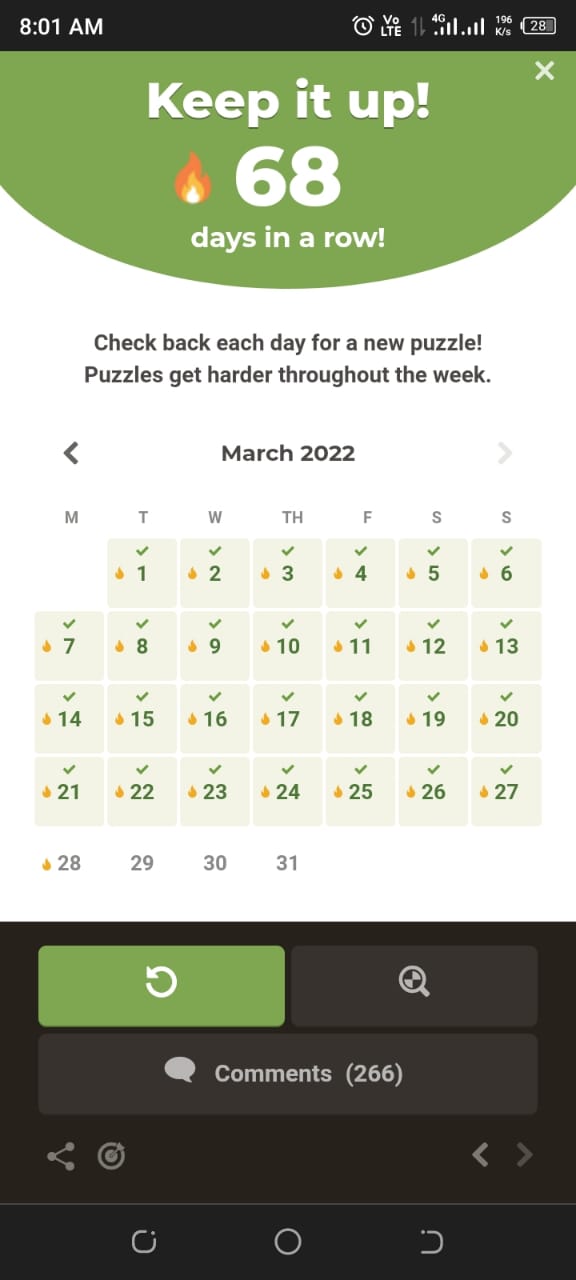 8:01 AM
Vo LTE 4G 196 K/s 28
Keep it up!
68
days in a row!
Check back each day for a new puzzle!
Puzzles get harder throughout the week.
March 2022
M T W TH F S S
1 2 3 4 5 6
7 8 9 10 11 12 13
14 15 16 17 18 19 20
21 22 23 24 25 26 27
28 29 30 31
Comments (266)